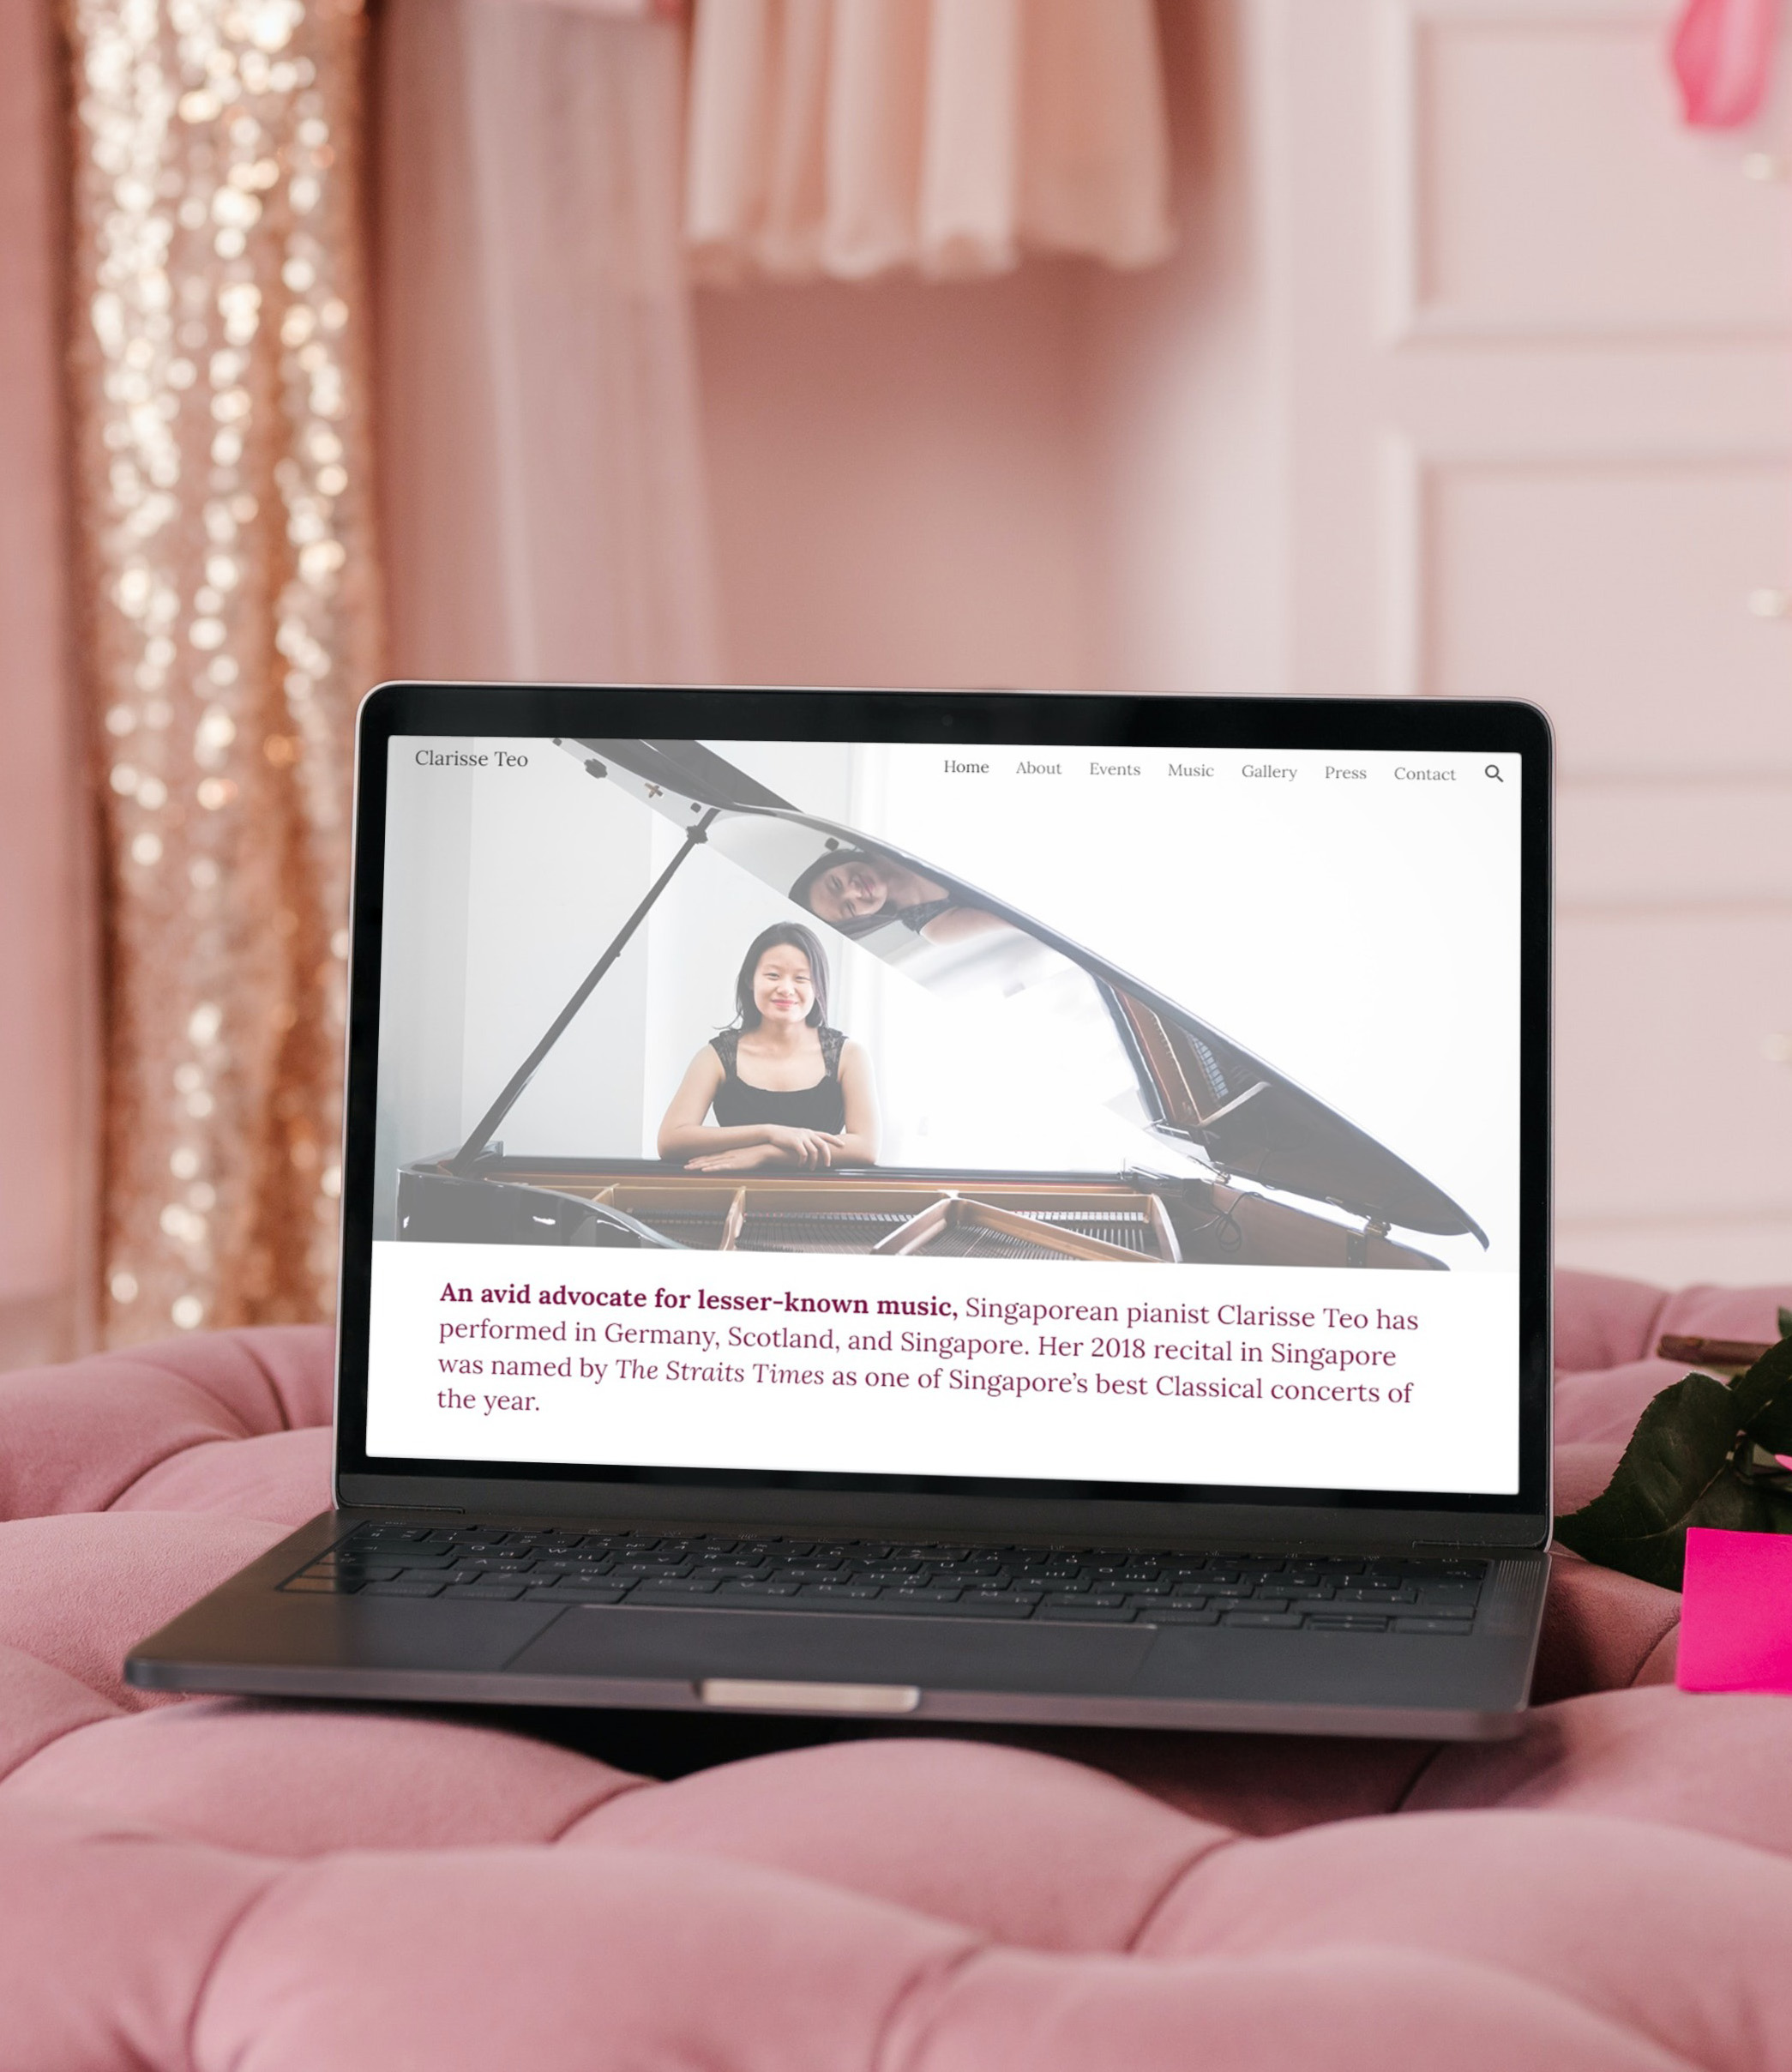 Clarisse Teo
Home About Events Music Gallery Press Contact
An avid advocate for lesser-known music, Singaporean pianist Clarisse Teo has
performed in Germany, Scotland, and Singapore. Her 2018 recital in Singapore
was named by The Straits Times as one of Singapore's best Classical concerts of
the year.